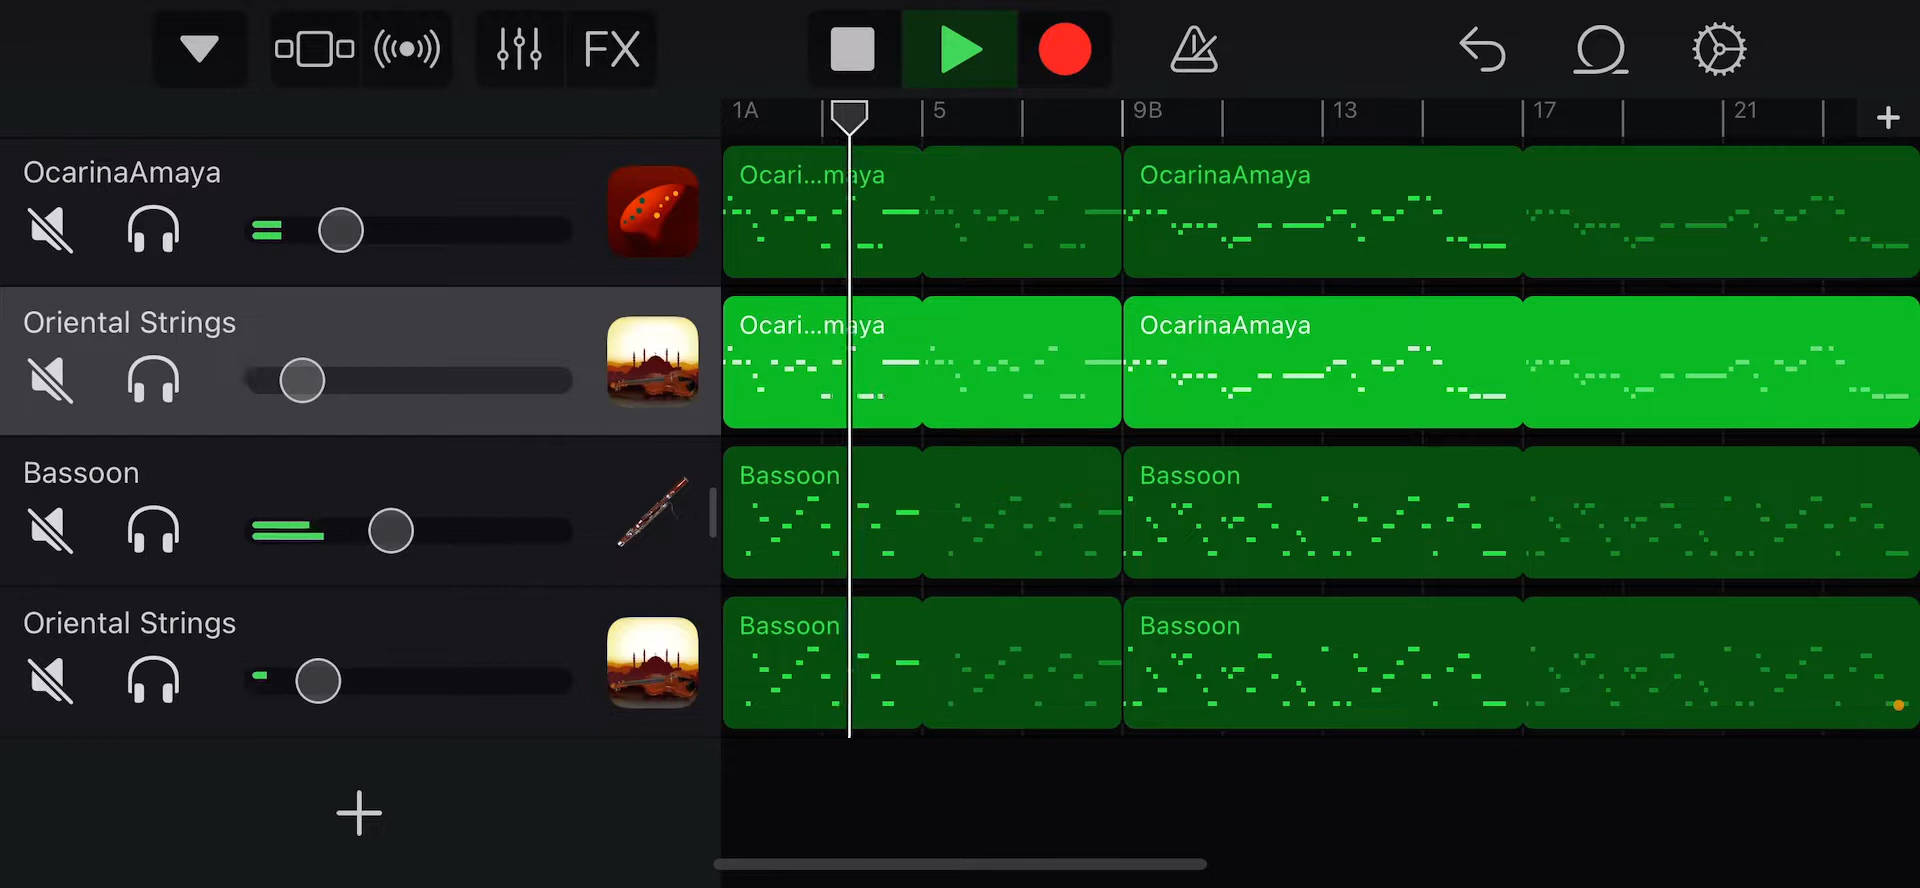 FX
1A 5 9B 13 17 21
OcarinaAmaya
Ocari...maya OcarinaAmaya
Oriental Strings
Ocari...maya OcarinaAmaya
Bassoon
Bassoon Bassoon
Oriental Strings
Bassoon Bassoon